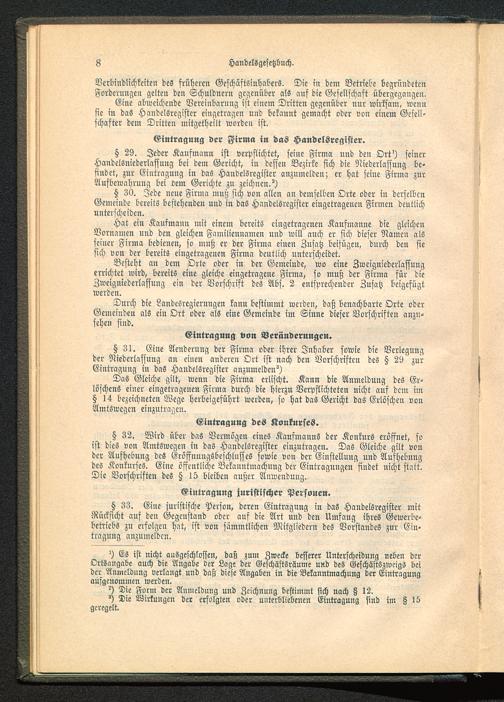 8
Handelsgesetzbuch.
Verbindlichkeiten des früheren Geschäftsinhabers. Die in dem Betriebe begründeten
Forderungen gelten den Schuldnern gegenüber als auf die Gesellschaft übergegangen.
Eine abweichende Vereinbarung ist einem Dritten gegenüber nur wirksam, wenn
sie in das Handelsregister eingetragen und bekannt gemacht oder von einem Gesell-
schafter dem Dritten mitgetheilt worden ist.
Eintragung der Firma in das Handelsregister.
§ 29. Jeder Kaufmann ist verpflichtet, seine Firma und den Ort¹) seiner
Handelsniederlassung bei dem Gericht, in dessen Bezirke sich die Niederlassung be-
findet, zur Eintragung in das Handelsregister anzumelden; er hat seine Firma zur
Aufbewahrung bei dem Gerichte zu zeichnen.²)
§ 30. Jede neue Firma muß sich von allen an demselben Orte oder in derselben
Gemeinde bereits bestehenden und in das Handelsregister eingetragenen Firmen deutlich
unterscheiden.
Hat ein Kaufmann mit einem bereits eingetragenen Kaufmanne die gleichen
Vornamen und den gleichen Familiennamen und will auch er sich dieser Namen als
seiner Firma bedienen, so muß er der Firma einen Zusatz beifügen, durch den sie
sich von der bereits eingetragenen Firma deutlich unterscheidet.
Besteht an dem Orte oder in der Gemeinde, wo eine Zweigniederlassung
errichtet wird, bereits eine gleiche eingetragene Firma, so muß der Firma für die
Zweigniederlassung ein der Vorschrift des Abs. 2 entsprechender Zusatz beigefügt
werden.
Durch die Landesregierungen kann bestimmt werden, daß benachbarte Orte oder
Gemeinden als ein Ort oder als eine Gemeinde im Sinne dieser Vorschriften anzu-
sehen sind.
Eintragung von Veränderungen.
§ 31. Eine Aenderung der Firma oder ihrer Inhaber sowie die Verlegung
der Niederlassung an einen anderen Ort ist nach den Vorschriften des § 29 zur
Eintragung in das Handelsregister anzumelden³)
Das Gleiche gilt, wenn die Firma erlischt. Kann die Anmeldung des Er-
löschens einer eingetragenen Firma durch die hierzu Verpflichteten nicht auf dem im
§ 14 bezeichneten Wege herbeigeführt werden, so hat das Gericht das Erlöschen von
Amtswegen einzutragen.
Eintragung des Konkurses.
§ 32. Wird über das Vermögen eines Kaufmanns der Konkurs eröffnet, so
ist dies von Amtswegen in das Handelsregister einzutragen. Das Gleiche gilt von
der Aufhebung des Eröffnungsbeschlusses sowie von der Einstellung und Aufhebung
des Konkurses. Eine öffentliche Bekanntmachung der Eintragungen findet nicht statt.
Die Vorschriften des § 15 bleiben außer Anwendung.
Eintragung juristischer Personen.
§ 33. Eine juristische Person, deren Eintragung in das Handelsregister mit
Rücksicht auf den Gegenstand oder auf die Art und den Umfang ihres Gewerbe-
betriebs zu erfolgen hat, ist von sämmtlichen Mitgliedern des Vorstandes zur Ein-
tragung anzumelden.
¹) Es ist nicht ausgeschlossen, daß zum Zwecke besserer Unterscheidung neben der
Ortsangabe auch die Angabe der Lage der Geschäftsräume und des Geschäftszweigs bei
der Anmeldung verlangt und daß diese Angaben in die Bekanntmachung der Eintragung
aufgenommen werden.
²) Die Form der Anmeldung und Zeichnung bestimmt sich nach § 12.
³) Die Wirkungen der erfolgten oder unterbliebenen Eintragung sind im § 15
geregelt.